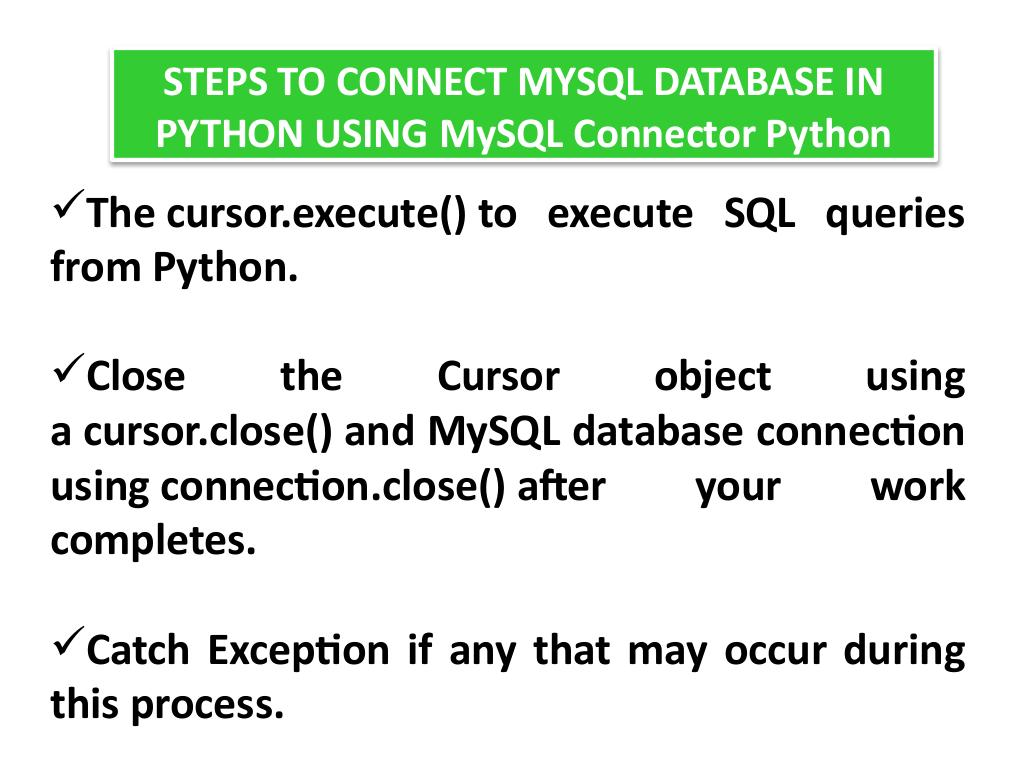 STEPS TO CONNECT MYSQL DATABASE IN
PYTHON USING MySQL Connector Python
✓The cursor.execute() to execute SQL queries
from Python.
✓Close the Cursor object using
a cursor.close() and MySQL database connection
using connection.close() after your work
completes.
✓Catch Exception if any that may occur during
this process.